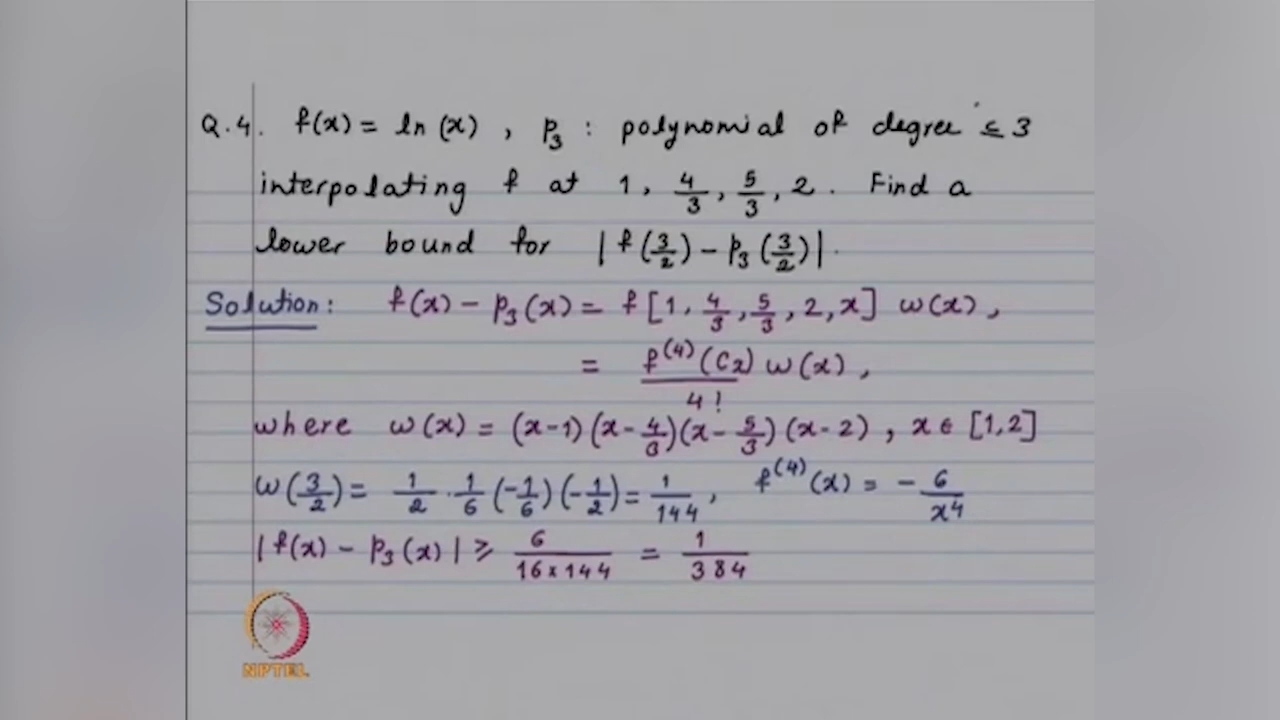 Q.4. f(x) = ln(x), p₃ : polynomial of degree ≤ 3
interpolating f at 1, 4/3, 5/3, 2. Find a
lower bound for |f(3/2) - p₃(3/2)|.
Solution: f(x) - p₃(x) = f[1, 4/3, 5/3, 2, x] w(x),
= f⁽⁴⁾(cₓ)/4! w(x),
where w(x) = (x-1)(x-4/3)(x-5/3)(x-2), x ∈ [1,2]
w(3/2) = 1/2 · 1/6 (-1/6)(-1/2) = 1/144, f⁽⁴⁾(x) = -6/x⁴
|f(x) - p₃(x)| ≥ 6/(16×144) = 1/384
NPTEL